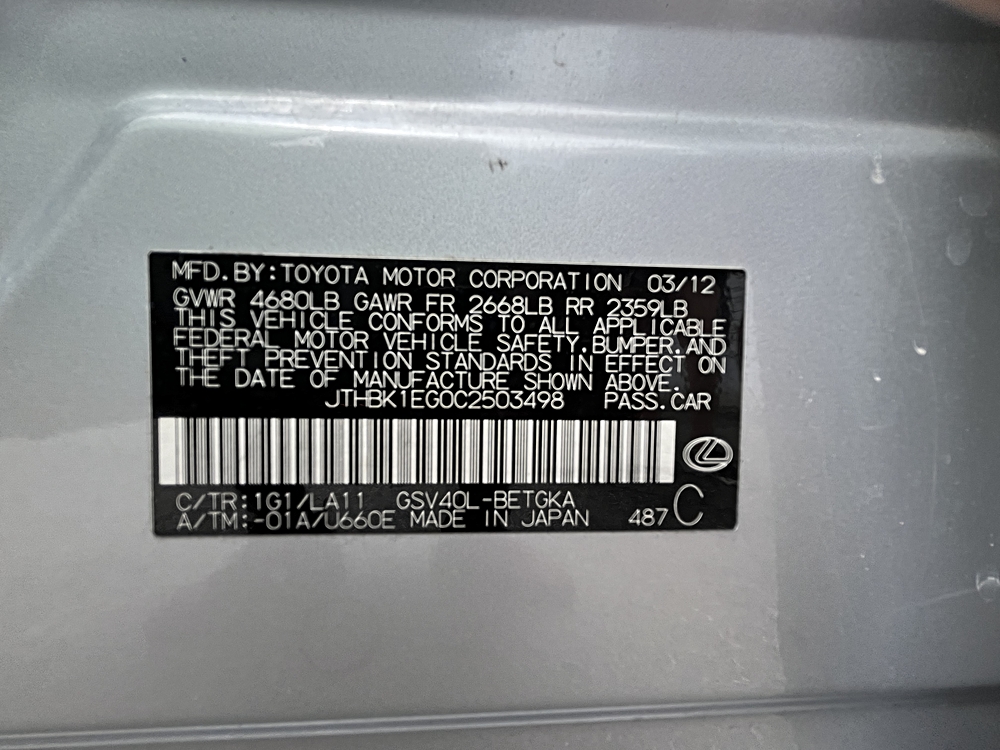 MFD.BY:TOYOTA MOTOR CORPORATION 03/12
GVWR 4680LB GAWR FR 2668LB RR 2359LB
THIS VEHICLE CONFORMS TO ALL APPLICABLE
FEDERAL MOTOR VEHICLE SAFETY,BUMPER,AND
THEFT PREVENTION STANDARDS IN EFFECT ON
THE DATE OF MANUFACTURE SHOWN ABOVE.
JTHBK1EG0C2503498 PASS.CAR
C/TR:1G1/LA11 GSV40L-BETGKA
A/TM:-01A/U660E MADE IN JAPAN 487 C